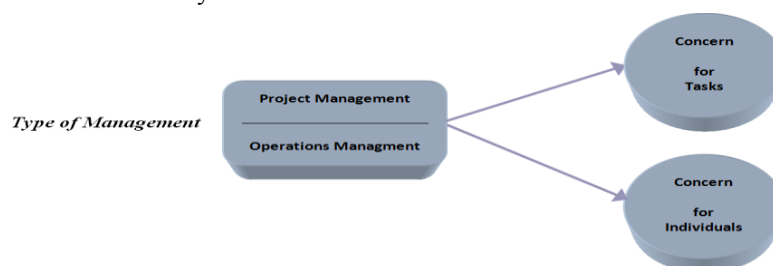 Concern
for
Tasks
Project Management
Type of Management
Operations Managment
Concern
for
Individuals